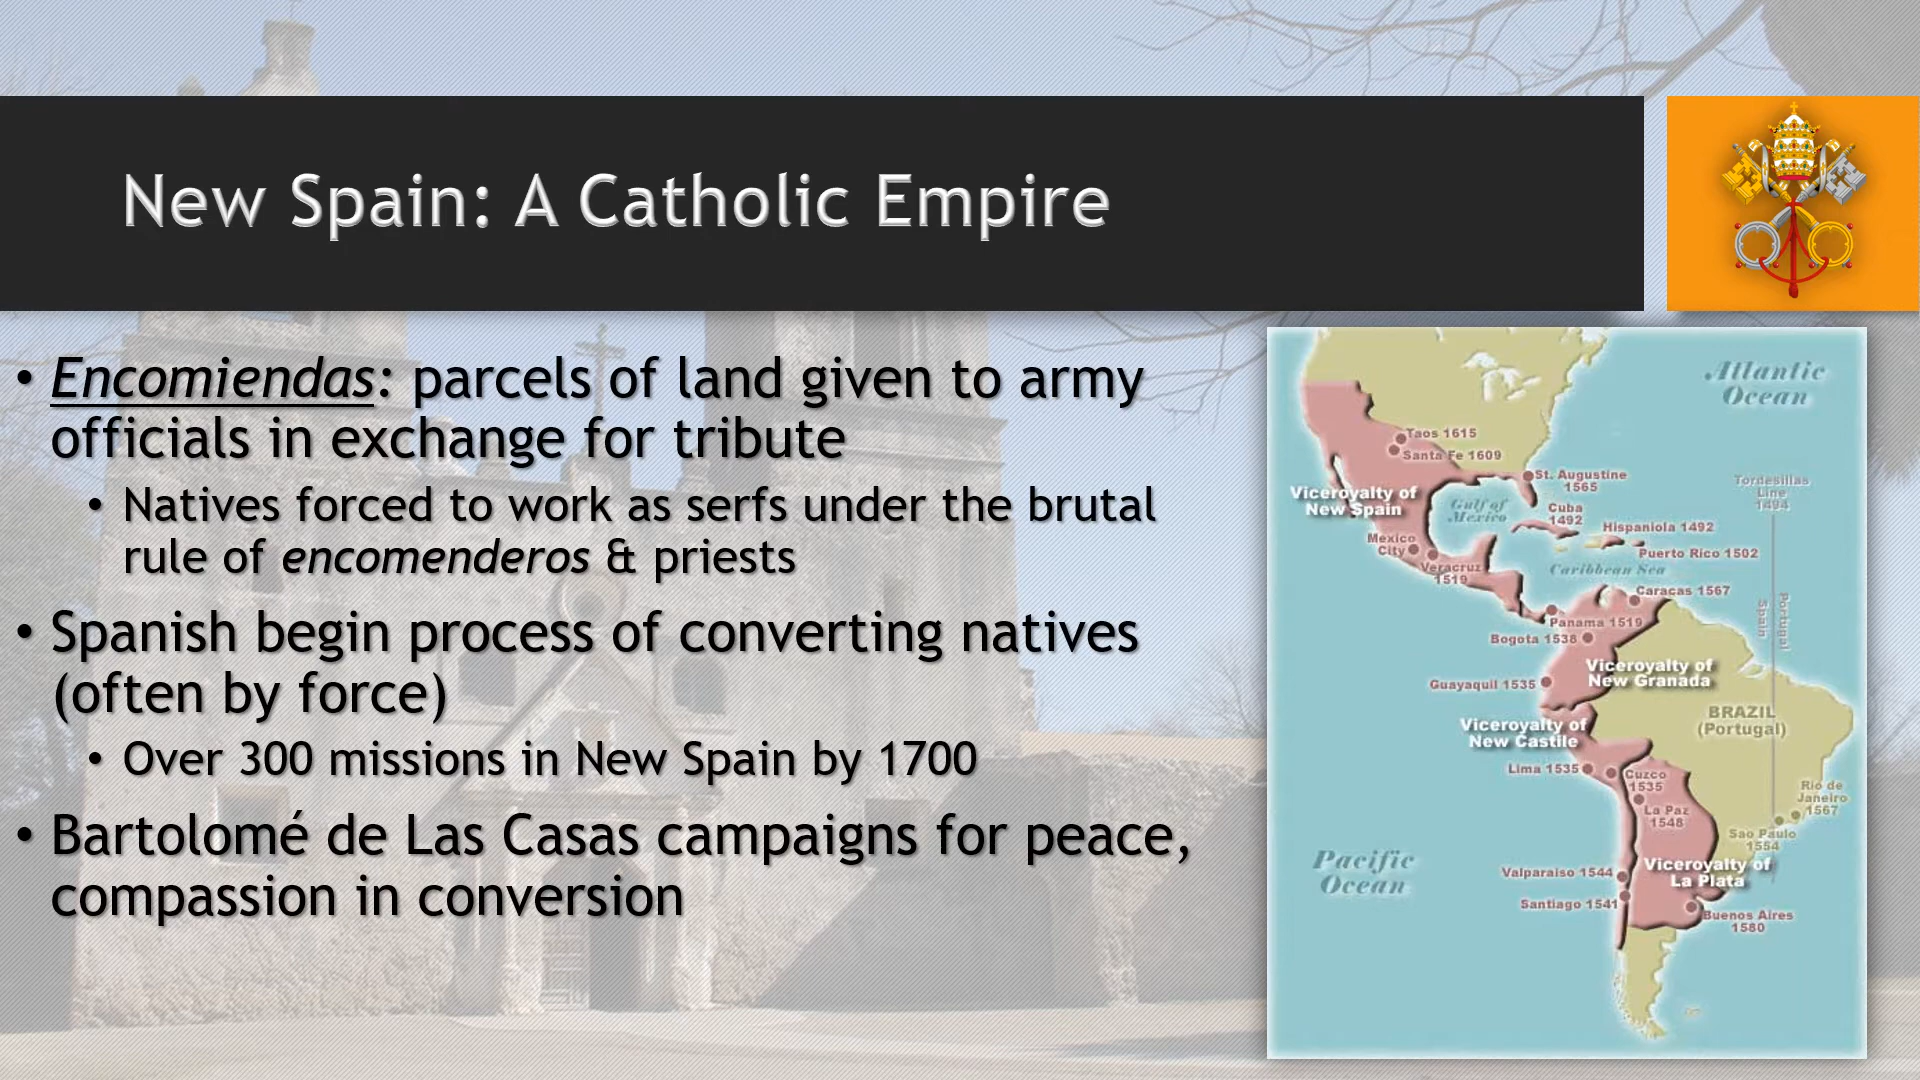 New Spain: A Catholic Empire
• Encomiendas: parcels of land given to army
officials in exchange for tribute
• Natives forced to work as serfs under the brutal
rule of encomenderos & priests
• Spanish begin process of converting natives
(often by force)
• Over 300 missions in New Spain by 1700
• Bartolomé de Las Casas campaigns for peace,
compassion in conversion
Atlantic
Ocean
Taos 1615
Santa Fe 1609
St. Augustine
1565
Tordesillas
Line
1494
Viceroyalty of
New Spain
Gulf of
Mexico
Cuba
1492
Hispaniola 1492
Mexico
City
Puerto Rico 1502
Veracruz
1519
Caribbean Sea
Caracas 1567
Spain
Portugal
Panama 1519
Bogota 1538
Viceroyalty of
New Granada
Guayaquil 1535
BRAZIL
(Portugal)
Viceroyalty of
New Castile
Lima 1535
Cuzco
1535
Rio de
Janeiro
1567
La Paz
1548
Sao Paulo
1554
Pacific
Ocean
Valparaiso 1544
Viceroyalty of
La Plata
Santiago 1541
Buenos Aires
1580